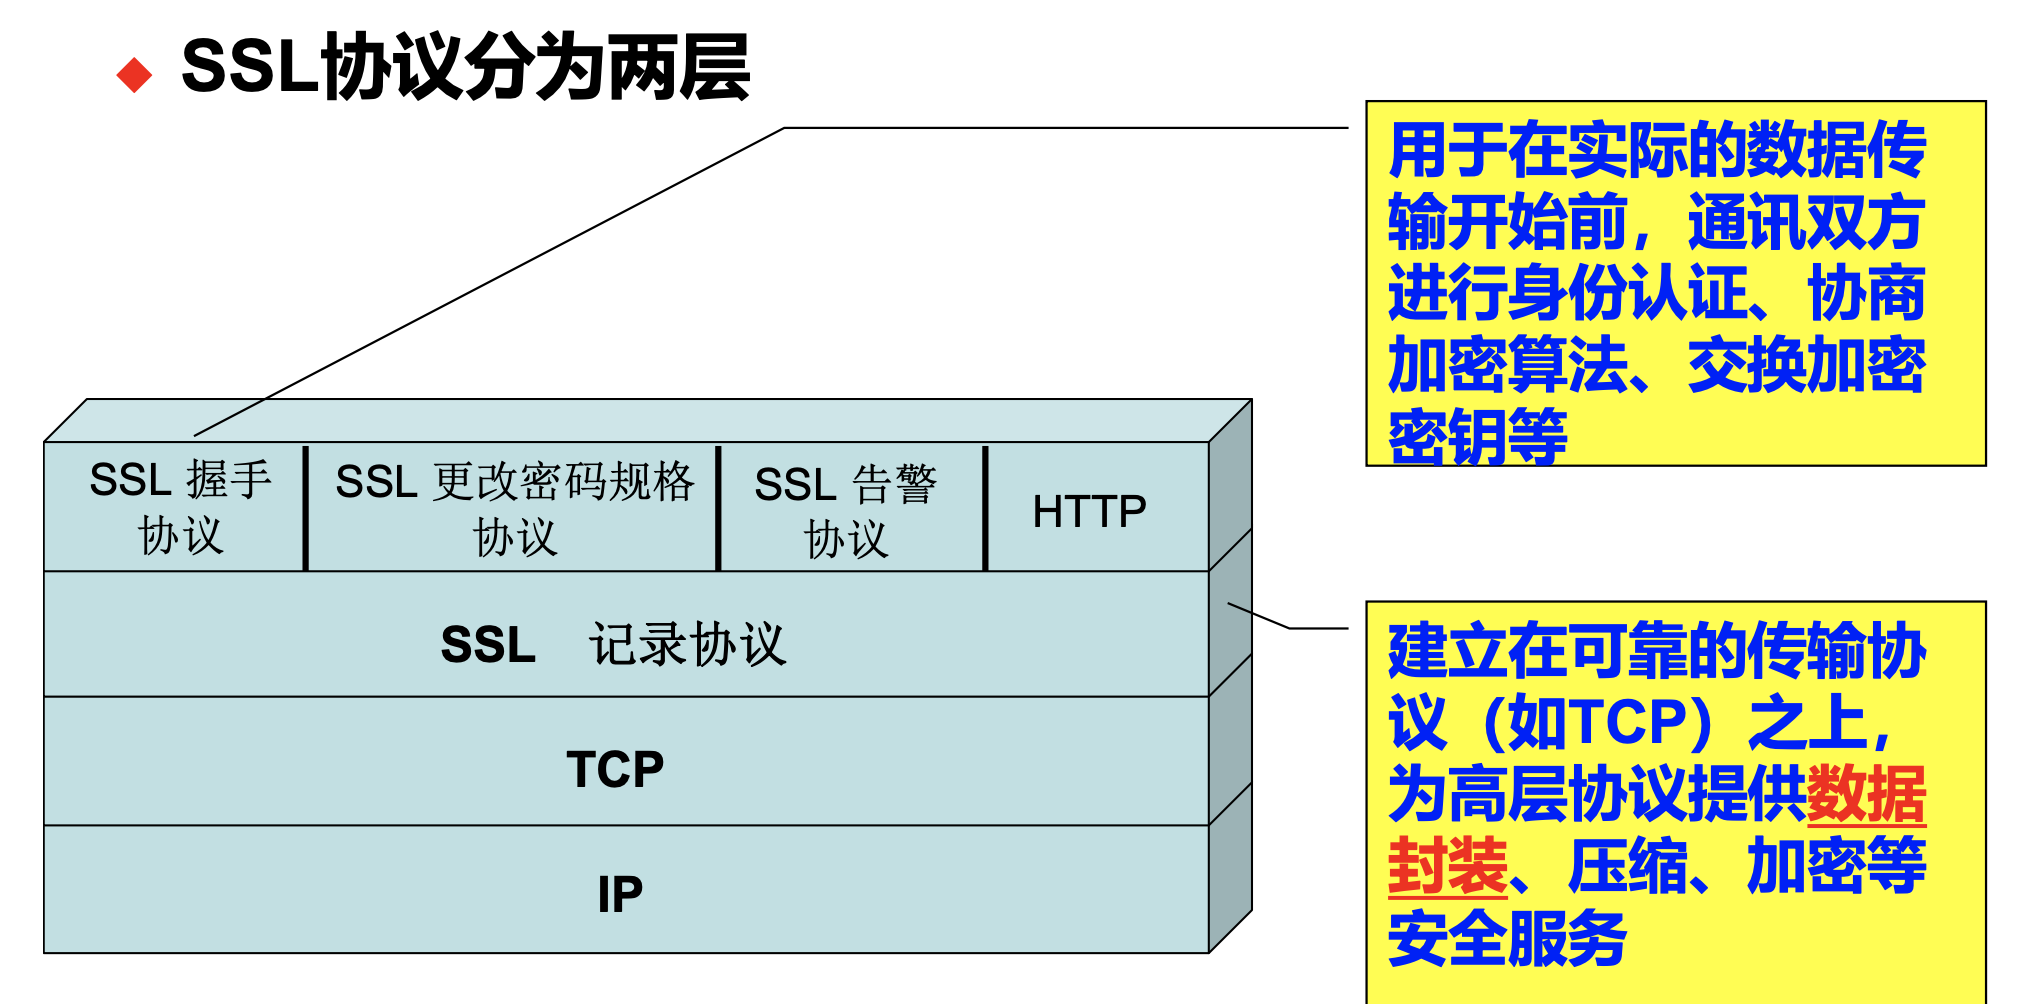 SSL协议分为两层
用于在实际的数据传
输开始前，通讯双方
进行身份认证、协商
加密算法、交换加密
密钥等
SSL 握手
协议
SSL 更改密码规格
协议
SSL 告警
协议
HTTP
SSL 记录协议
TCP
IP
建立在可靠的传输协
议（如TCP）之上，
为高层协议提供数据
封装、压缩、加密等
安全服务